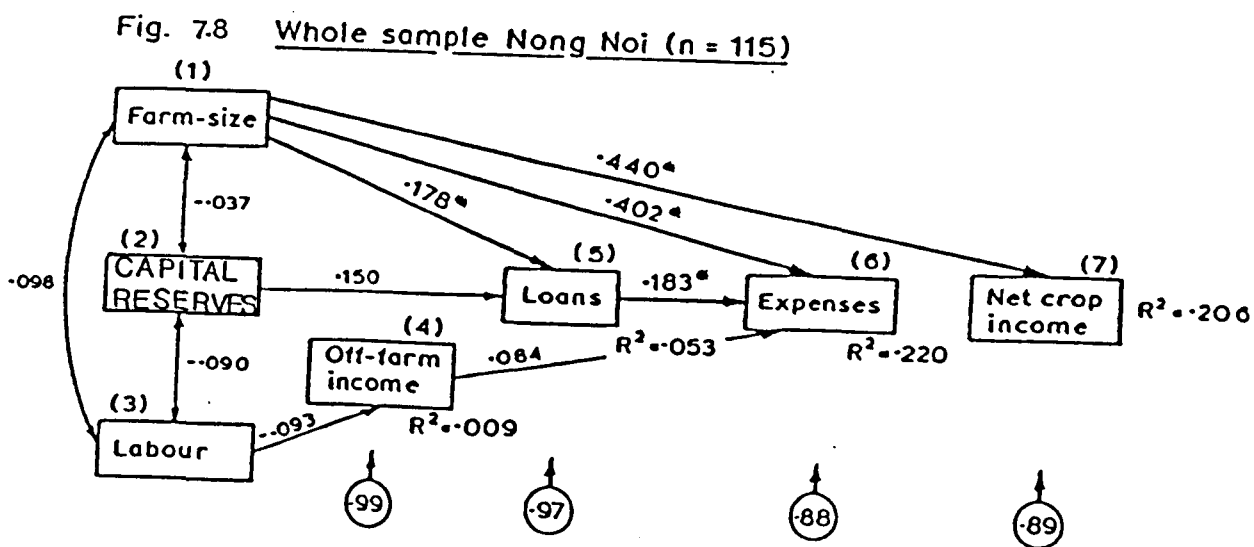 Fig. 7.8 Whole sample Nong Noi (n = 115)
(1)
Farm-size
·440*
·178*
·402*
-·037
(2)
CAPITAL
RESERVES
·098
·150
(5)
Loans
·183*
(6)
Expenses
(7)
Net crop
income
R²=·206
R²=·053
R²=·220
(4)
Off-farm
income
·084
R²=·009
-·090
(3)
Labour
-·093
·99
·97
·88
·89